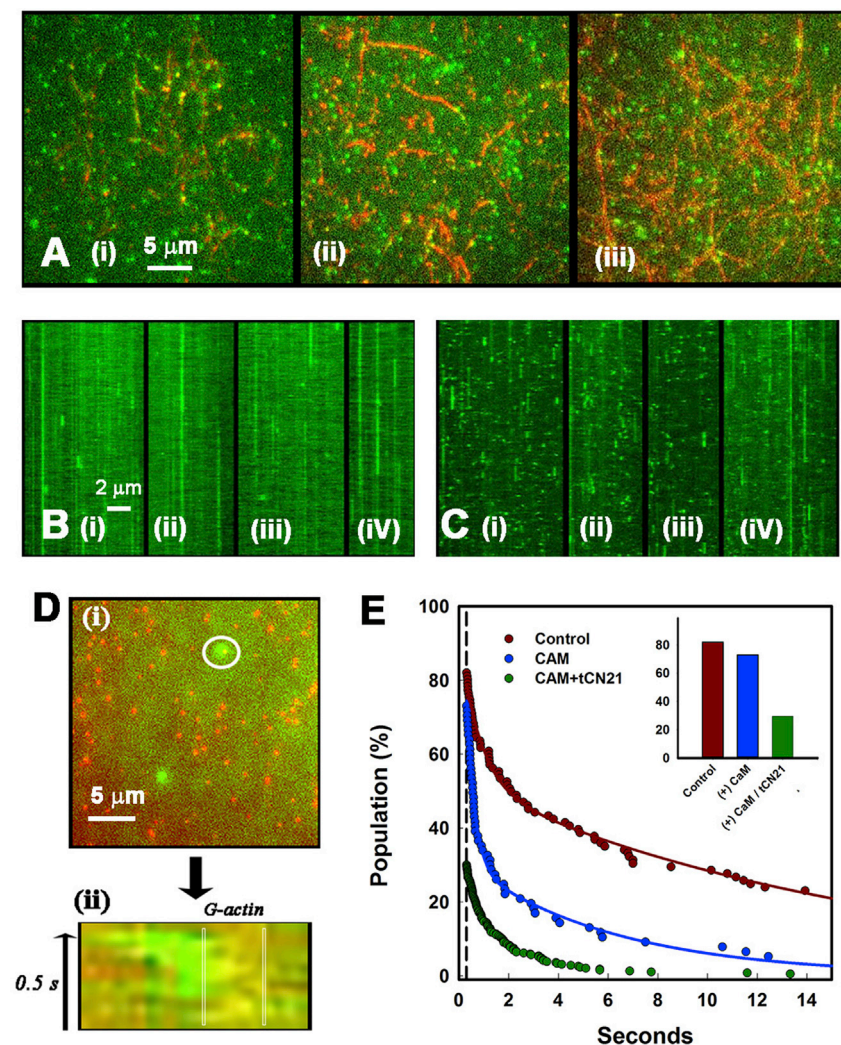 A (i) 5 μm
(ii)
(iii)
B (i) 2 μm
(ii)
(iii)
(iV)
C (i)
(ii)
(iii)
(iV)
D (i)
5 μm
(ii)
G-actin
0.5 s
E
100
80
60
40
20
0
Population (%)
0 2 4 6 8 10 12 14
Seconds
Control
CAM
CAM+tCN21
80
60
40
20
0
Control
(+) CaM
(+) CaM / tCN21